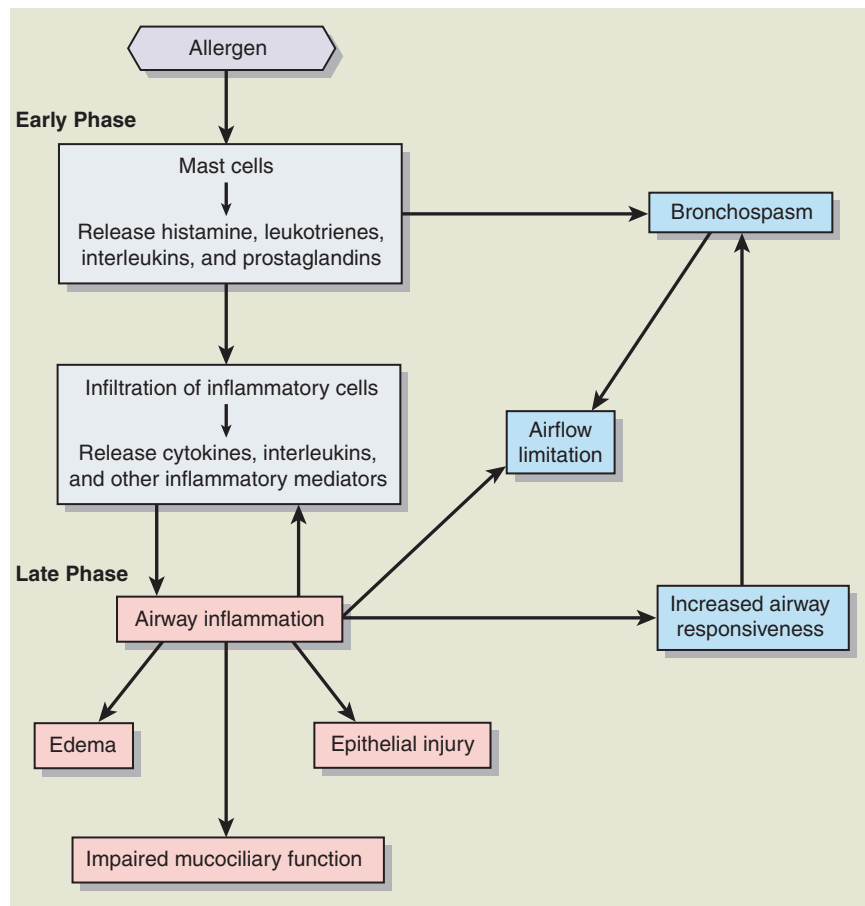 Allergen
Early Phase
Mast cells
Release histamine, leukotrienes,
interleukins, and prostaglandins
Bronchospasm
Infiltration of inflammatory cells
Release cytokines, interleukins,
and other inflammatory mediators
Airflow
limitation
Late Phase
Airway inflammation
Increased airway
responsiveness
Edema
Epithelial injury
Impaired mucociliary function